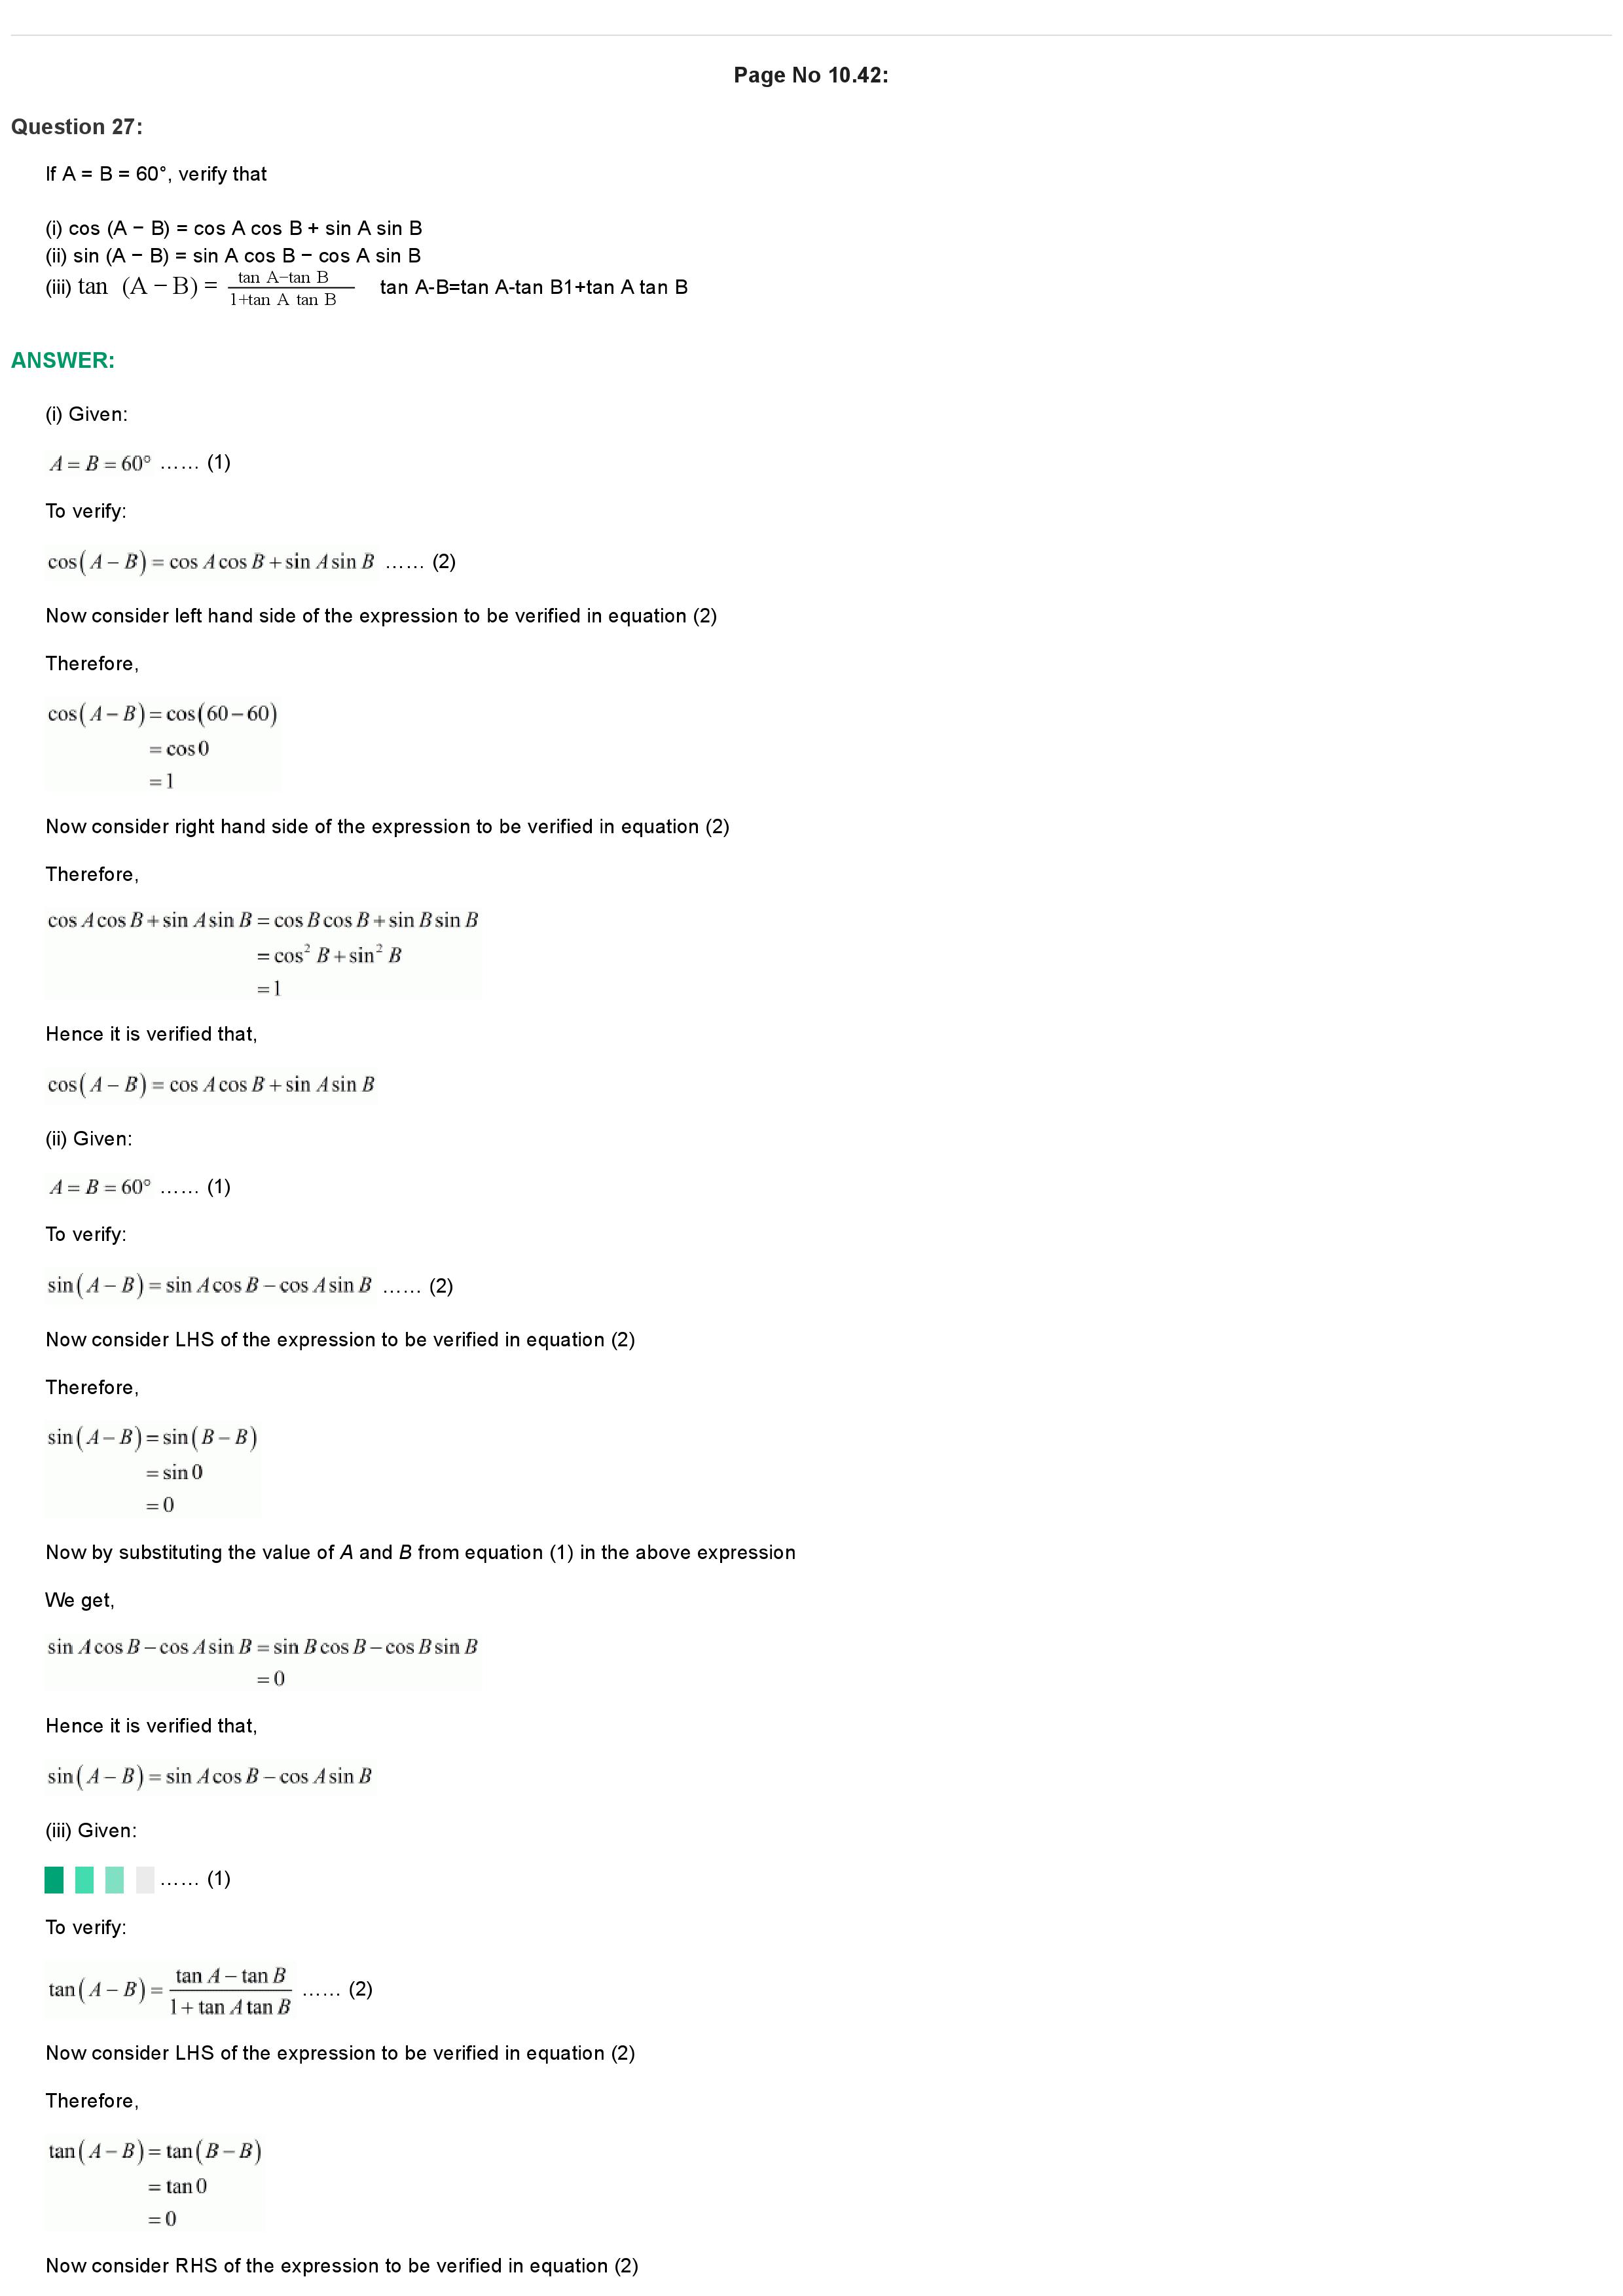 Page No 10.42:
Question 27:
If A = B = 60°, verify that
(i) cos (A − B) = cos A cos B + sin A sin B
(ii) sin (A − B) = sin A cos B − cos A sin B
(iii) tan (A − B) = tan A−tan B / 1+tan A tan B tan A-B=tan A-tan B1+tan A tan B
ANSWER:
(i) Given:
A = B = 60° …… (1)
To verify:
cos(A − B) = cos A cos B + sin A sin B …… (2)
Now consider left hand side of the expression to be verified in equation (2)
Therefore,
cos(A − B) = cos(60 − 60)
= cos 0
= 1
Now consider right hand side of the expression to be verified in equation (2)
Therefore,
cos A cos B + sin A sin B = cos B cos B + sin B sin B
= cos² B + sin² B
= 1
Hence it is verified that,
cos(A − B) = cos A cos B + sin A sin B
(ii) Given:
A = B = 60° …… (1)
To verify:
sin(A − B) = sin A cos B − cos A sin B …… (2)
Now consider LHS of the expression to be verified in equation (2)
Therefore,
sin(A − B) = sin(B − B)
= sin 0
= 0
Now by substituting the value of A and B from equation (1) in the above expression
We get,
sin A cos B − cos A sin B = sin B cos B − cos B sin B
= 0
Hence it is verified that,
sin(A − B) = sin A cos B − cos A sin B
(iii) Given:
…… (1)
To verify:
tan(A − B) = tan A − tan B / 1 + tan A tan B …… (2)
Now consider LHS of the expression to be verified in equation (2)
Therefore,
tan(A − B) = tan(B − B)
= tan 0
= 0
Now consider RHS of the expression to be verified in equation (2)